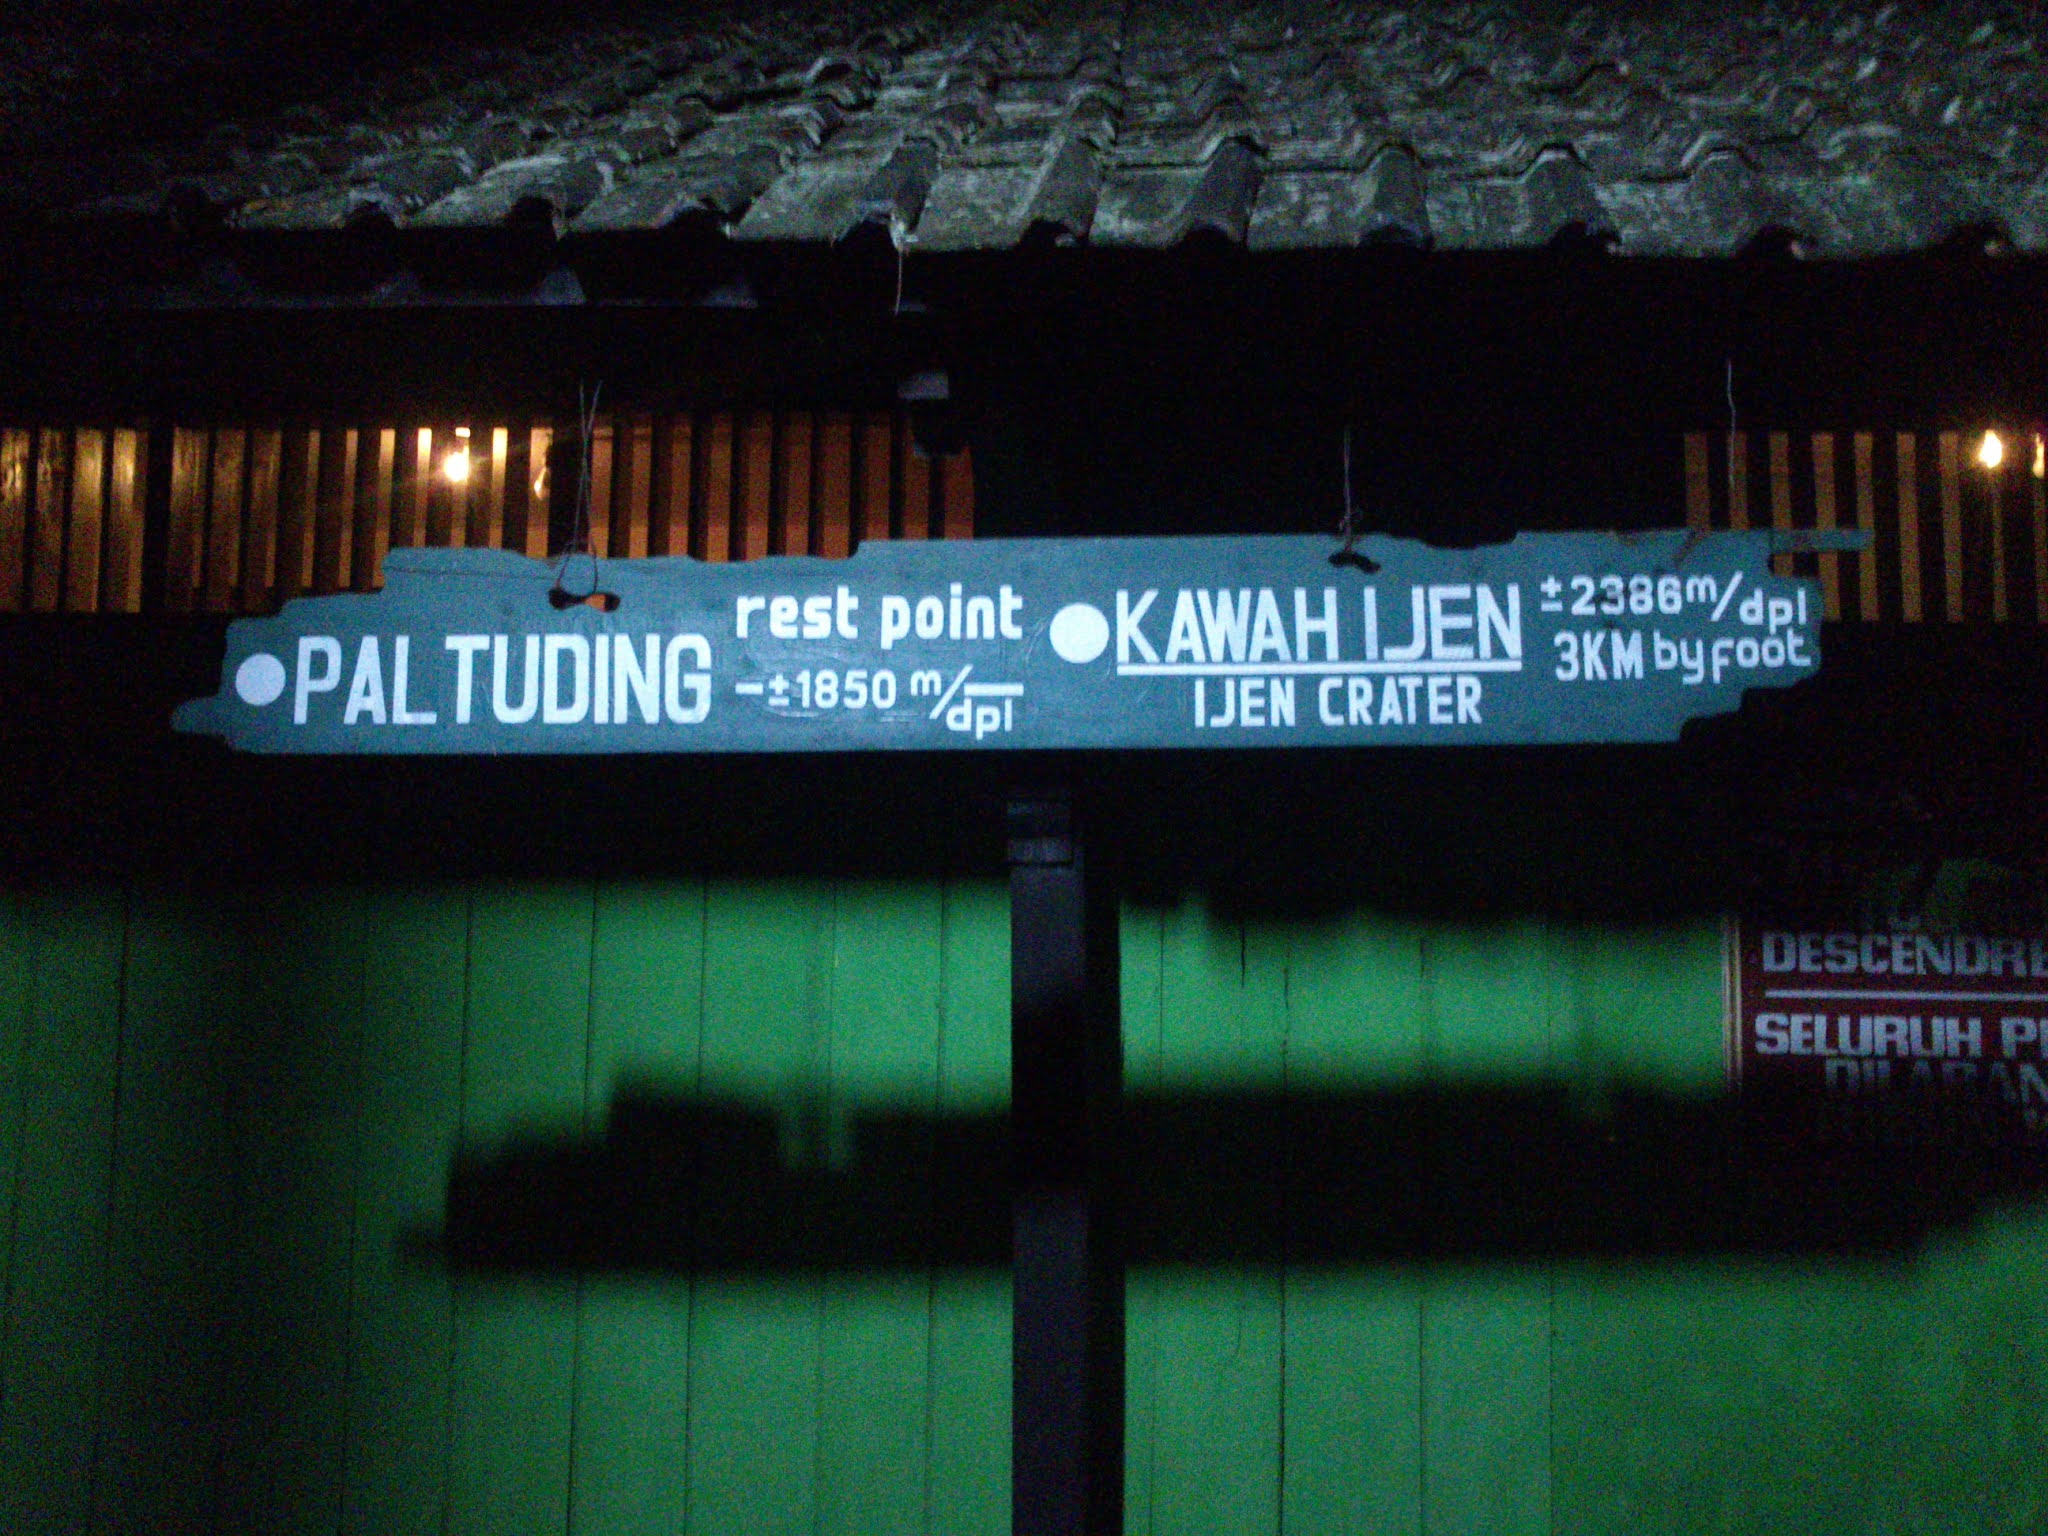 PALTUDING
rest point
±1850 m/dpl
KAWAH IJEN
IJEN CRATER
±2386m/dpl
3KM by foot
DESCENDRE
SELURUH